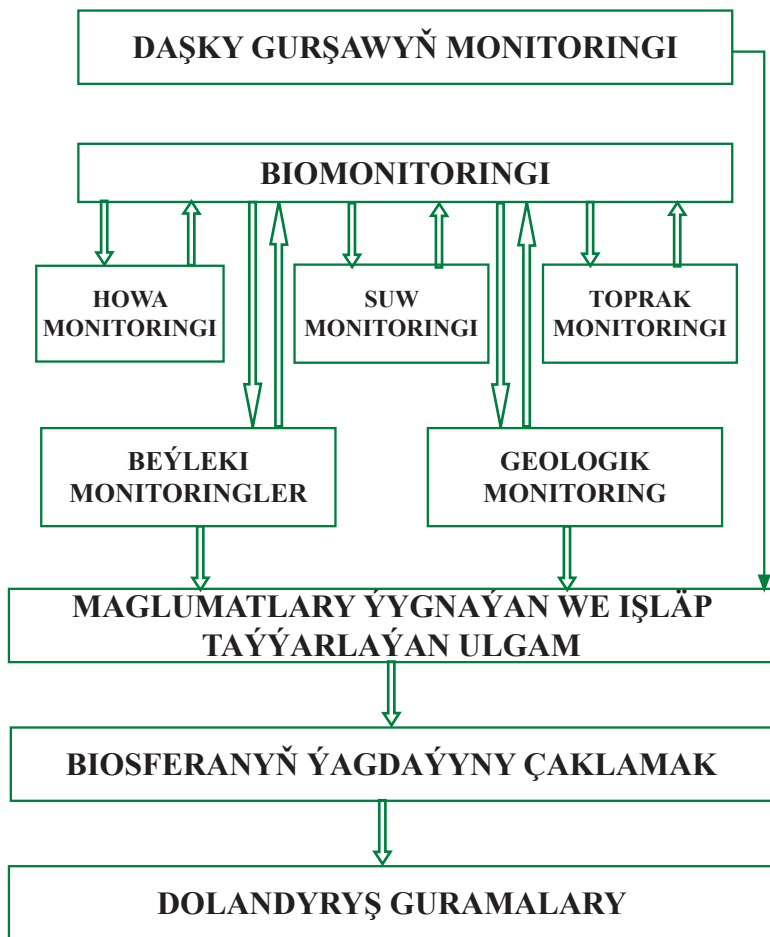 DAŞKY GURŞAWYŇ MONITORINGI
BIOMONITORINGI
HOWA
MONITORINGI
SUW
MONITORINGI
TOPRAK
MONITORINGI
BEÝLEKI
MONITORINGLER
GEOLOGIK
MONITORING
MAGLUMATLARY ÝYGNAÝAN WE IŞLÄP
TAÝÝARLAÝAN ULGAM
BIOSFERANYŇ ÝAGDAÝYNY ÇAKLAMAK
DOLANDYRYŞ GURAMALARY